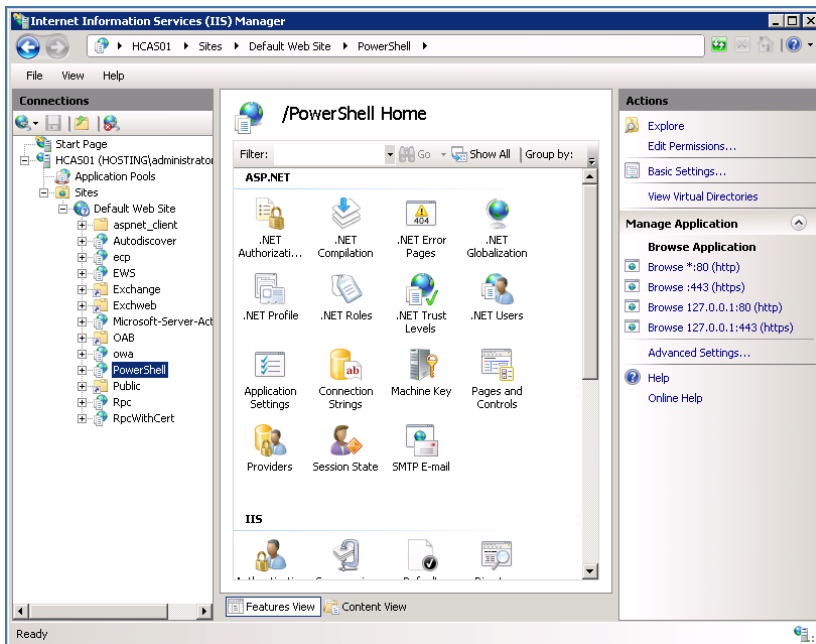 Internet Information Services (IIS) Manager
HCAS01 Sites Default Web Site PowerShell
File View Help
Connections
Start Page
HCAS01 (HOSTING\administrato
Application Pools
Sites
Default Web Site
aspnet_client
Autodiscover
ecp
EWS
Exchange
Exchweb
Microsoft-Server-Act
OAB
owa
PowerShell
Public
Rpc
RpcWithCert
/PowerShell Home
Filter: Go Show All Group by:
ASP.NET
.NET Authorizati...
.NET Compilation
.NET Error Pages
404
.NET Globalization
.NET Profile
.NET Roles
.NET Trust Levels
.NET Users
Application Settings
ab
Connection Strings
Machine Key
Pages and Controls
Providers
Session State
SMTP E-mail
IIS
Features View
Content View
Actions
Explore
Edit Permissions...
Basic Settings...
View Virtual Directories
Manage Application
Browse Application
Browse *:80 (http)
Browse :443 (https)
Browse 127.0.0.1:80 (http)
Browse 127.0.0.1:443 (https)
Advanced Settings...
Help
Online Help
Ready